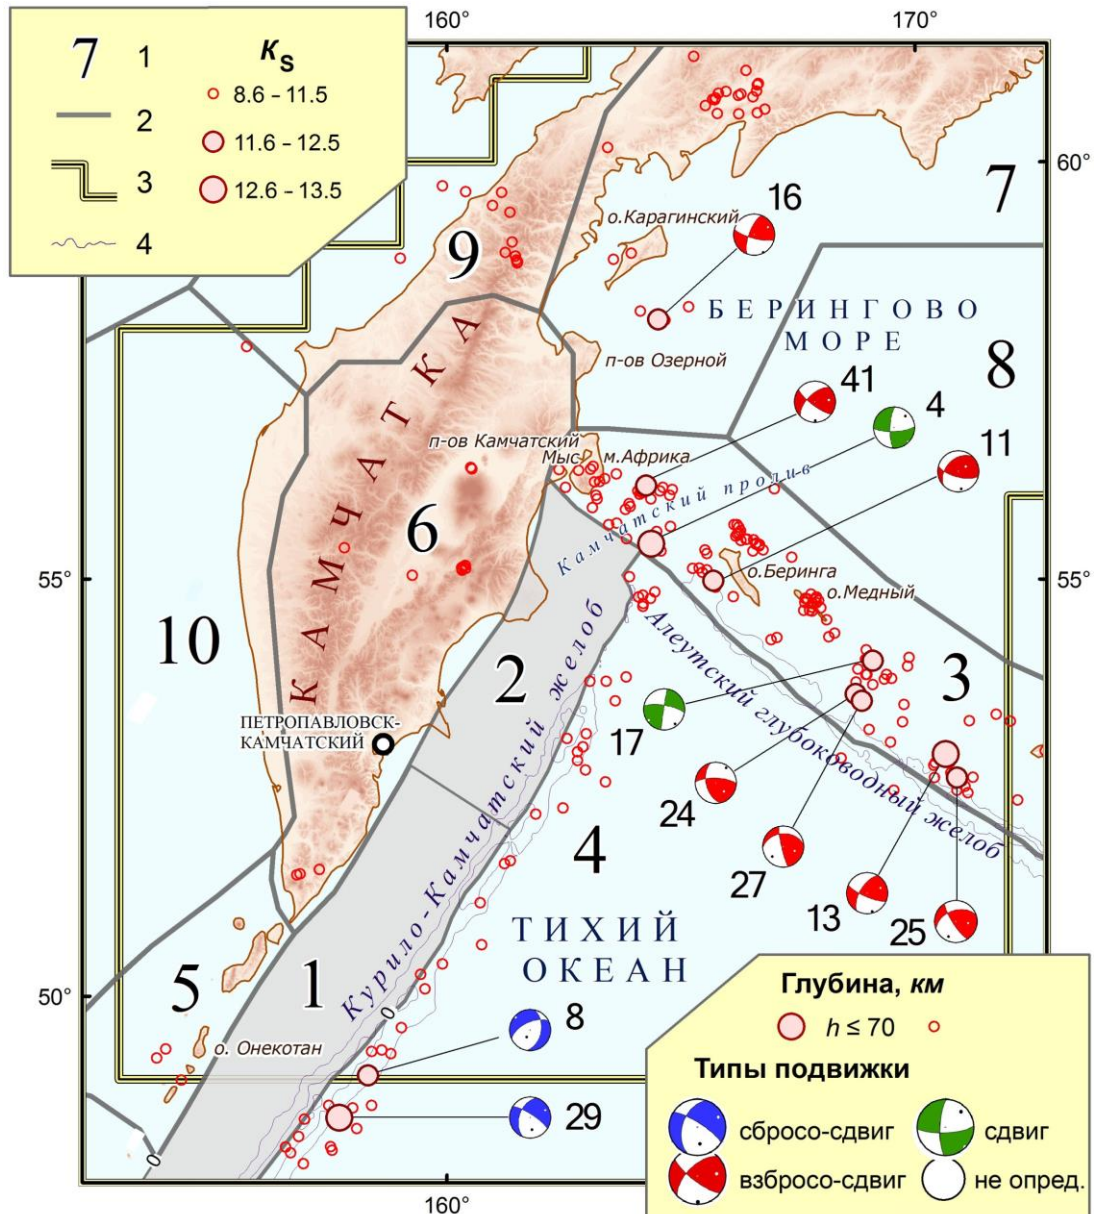 160°
170°
7
1
2
3
4
Kₛ
8.6 - 11.5
11.6 - 12.5
12.6 - 13.5
60°
7
16
о.Карагинский
9
БЕРИНГОВО
МОРЕ
п-ов Озерной
8
41
4
11
КАМЧАТКА
п-ов Камчатский
Мыс
м.Африка
Камчатский пролив
6
55°
55°
о.Беринга
о.Медный
10
2
3
Алеутский глубоководный желоб
ПЕТРОПАВЛОВСК-
КАМЧАТСКИЙ
17
24
27
13
25
4
Курило-Камчатский желоб
ТИХИЙ
ОКЕАН
50°
5
1
0
8
о. Онекотан
29
0
160°
Глубина, км
h ≤ 70
Типы подвижки
сбросо-сдвиг
сдвиг
взбросо-сдвиг
не опред.